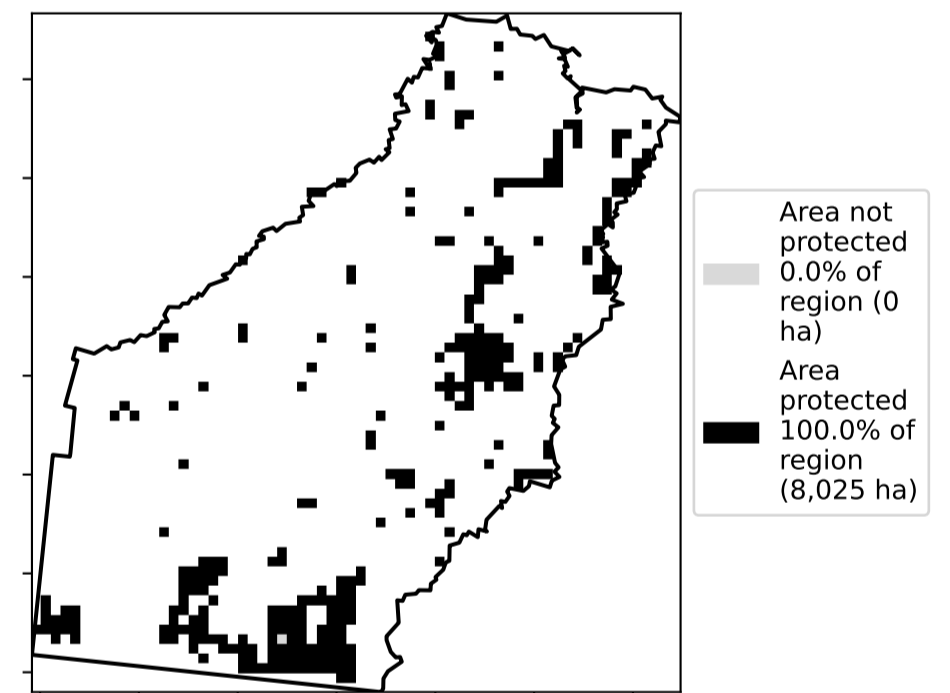 Area not
protected
0.0% of
region (0
ha)
Area
protected
100.0% of
region
(8,025 ha)